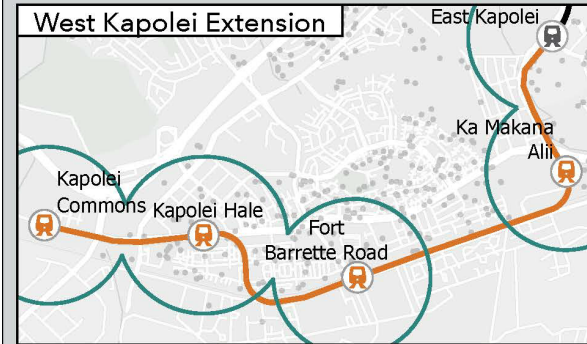 West Kapolei Extension
East Kapolei
Ka Makana
Alii
Kapolei
Commons
Kapolei Hale
Fort
Barrette Road